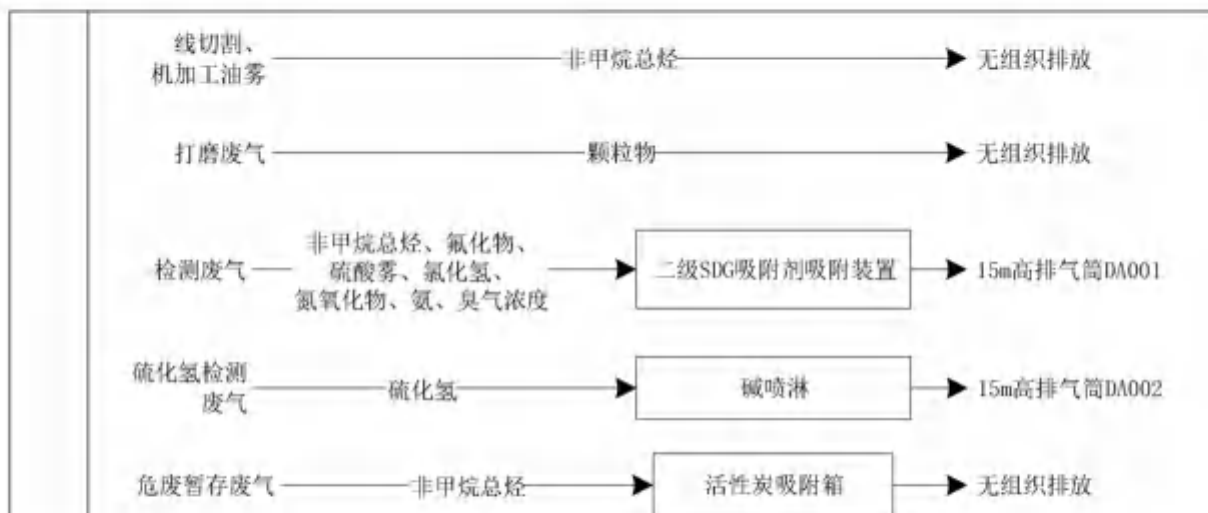 线切割、
机加工油雾
非甲烷总烃
无组织排放
打磨废气
颗粒物
无组织排放
检测废气
非甲烷总烃、氟化物、
硫酸雾、氯化氢、
氮氧化物、氨、臭气浓度
二级SDG吸附剂吸附装置
15m高排气筒DA001
硫化氢检测
废气
硫化氢
碱喷淋
15m高排气筒DA002
危废暂存废气
非甲烷总烃
活性炭吸附箱
无组织排放